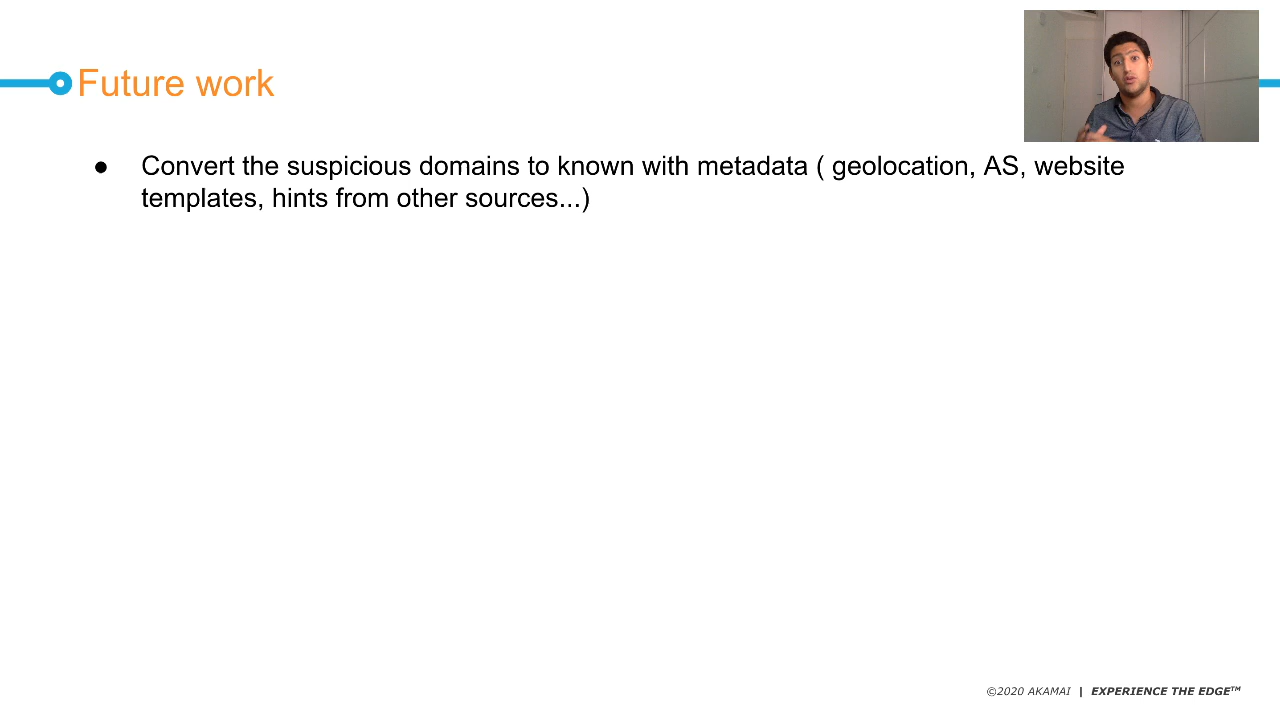 Future work
● Convert the suspicious domains to known with metadata ( geolocation, AS, website
templates, hints from other sources...)
©2020 AKAMAI | EXPERIENCE THE EDGE™